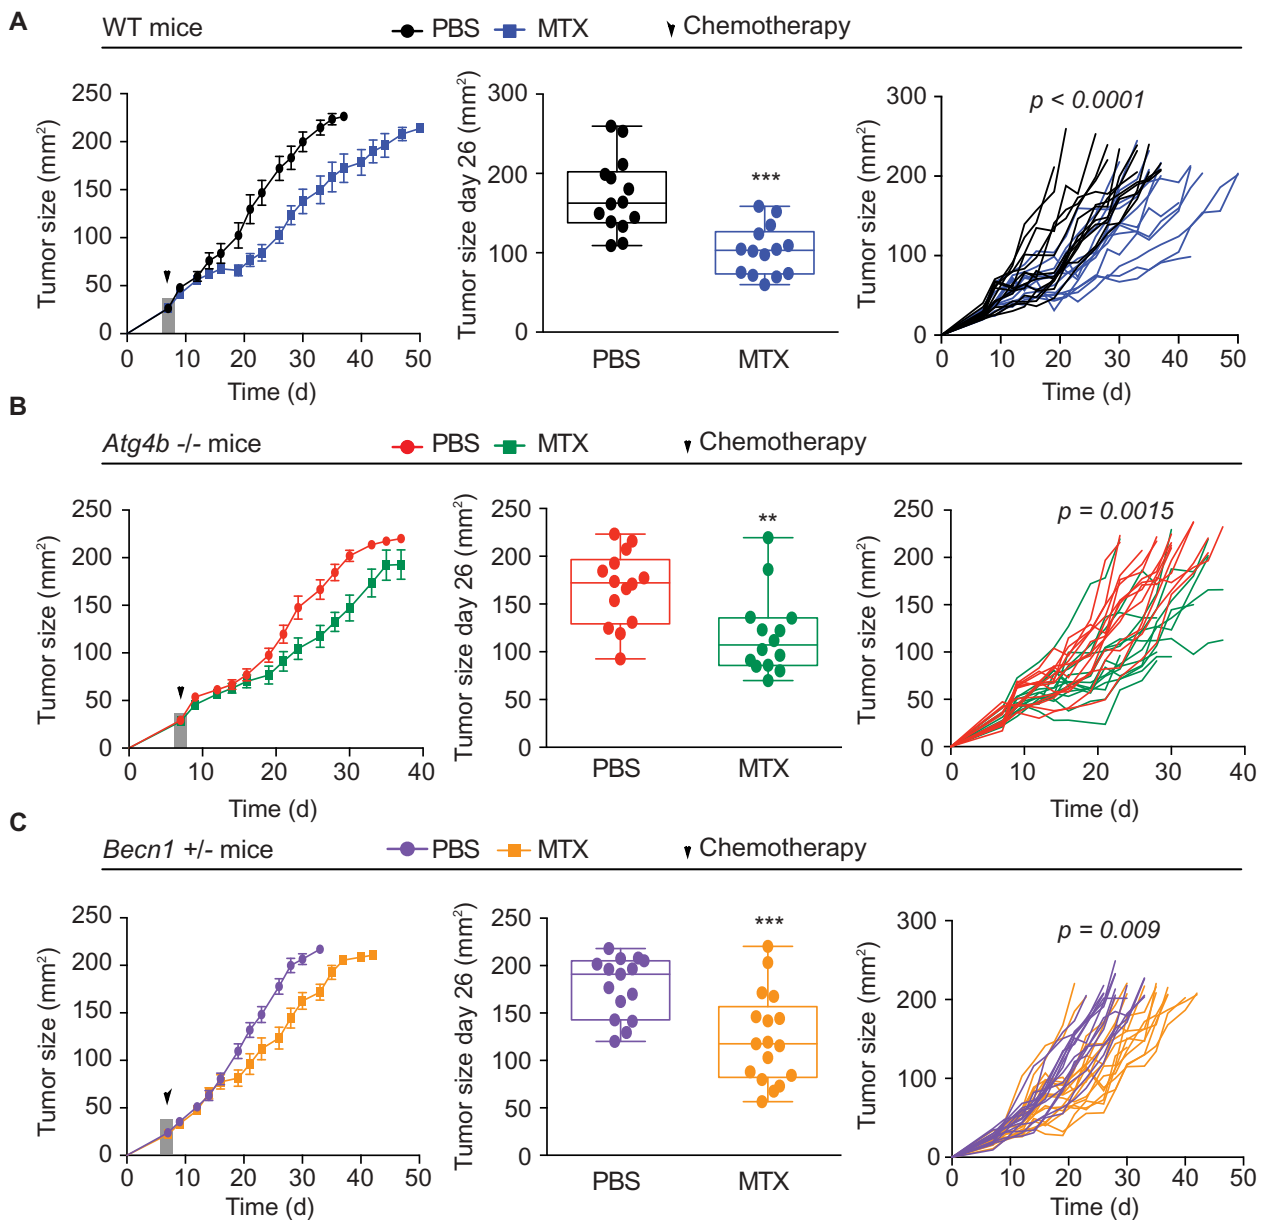 A
WT mice PBS MTX Chemotherapy
Tumor size (mm²)
250
200
150
100
50
0
0 10 20 30 40 50
Time (d)
Tumor size day 26 (mm²)
300
200
100
0
***
PBS MTX
Tumor size (mm²)
300
200
100
0
p < 0.0001
0 10 20 30 40 50
Time (d)
B
Atg4b -/- mice PBS MTX Chemotherapy
Tumor size (mm²)
250
200
150
100
50
0
0 10 20 30 40
Time (d)
Tumor size day 26 (mm²)
250
200
150
100
50
0
**
PBS MTX
Tumor size (mm²)
250
200
150
100
50
0
p = 0.0015
0 10 20 30 40
Time (d)
C
Becn1 +/- mice PBS MTX Chemotherapy
Tumor size (mm²)
250
200
150
100
50
0
0 10 20 30 40 50
Time (d)
Tumor size day 26 (mm²)
250
200
150
100
50
0
***
PBS MTX
Tumor size (mm²)
300
200
100
0
p = 0.009
0 10 20 30 40 50
Time (d)